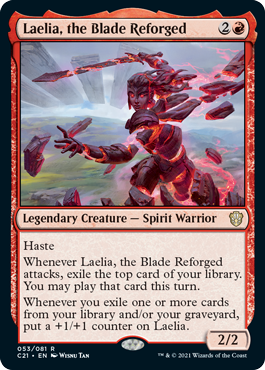 Laelia, the Blade Reforged 2
Legendary Creature — Spirit Warrior
Haste
Whenever Laelia, the Blade Reforged
attacks, exile the top card of your library.
You may play that card this turn.
Whenever you exile one or more cards
from your library and/or your graveyard,
put a +1/+1 counter on Laelia.
2/2
053/081 R
C21 • EN Wisnu Tan
™ & © 2021 Wizards of the Coast